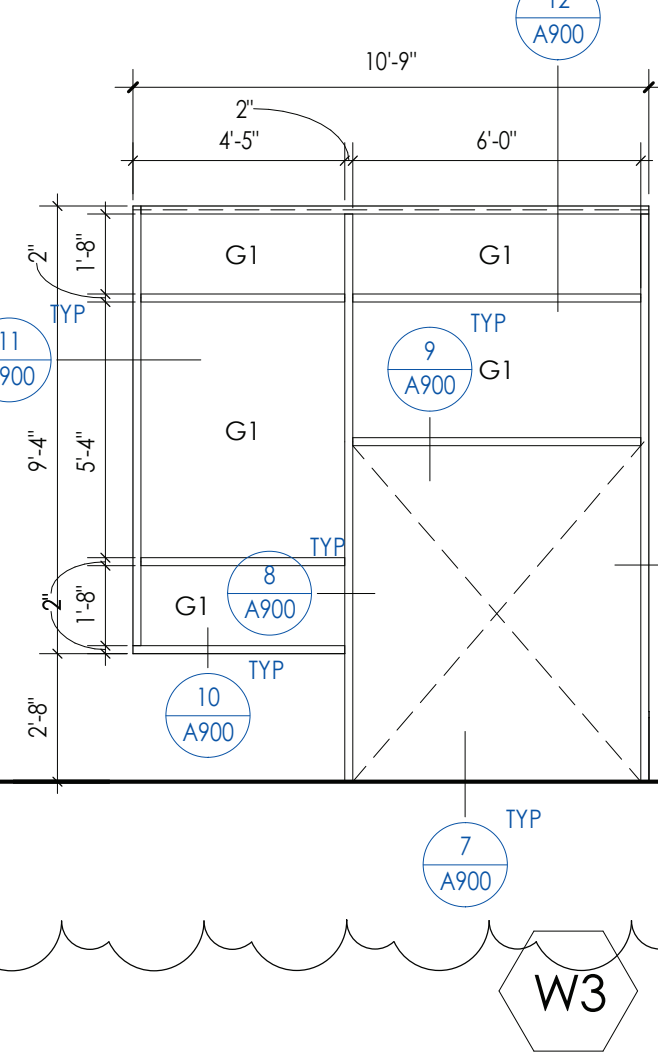 12
A900
10'-9"
2"
4'-5"
6'-0"
2"
1'-8"
G1
G1
TYP
11
900
TYP
9
A900
G1
9'-4"
5'-4"
G1
TYP
8
A900
2"
1'-8"
G1
TYP
10
A900
2'-8"
TYP
7
A900
W3